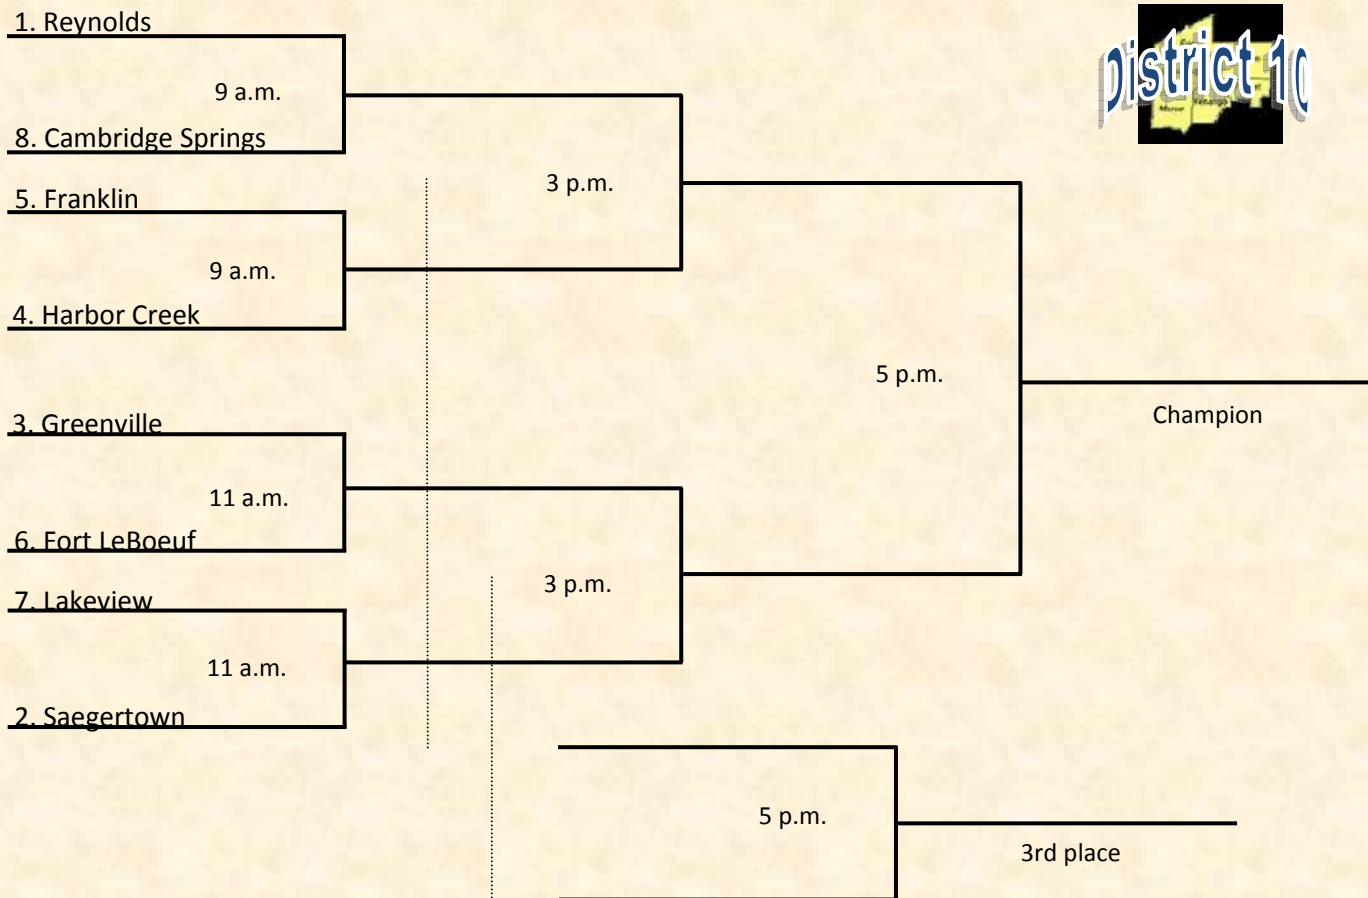 1. Reynolds
District 10
9 a.m.
8. Cambridge Springs
3 p.m.
5. Franklin
9 a.m.
4. Harbor Creek
5 p.m.
Champion
3. Greenville
11 a.m.
6. Fort LeBoeuf
3 p.m.
7. Lakeview
11 a.m.
2. Saegertown
5 p.m.
3rd place